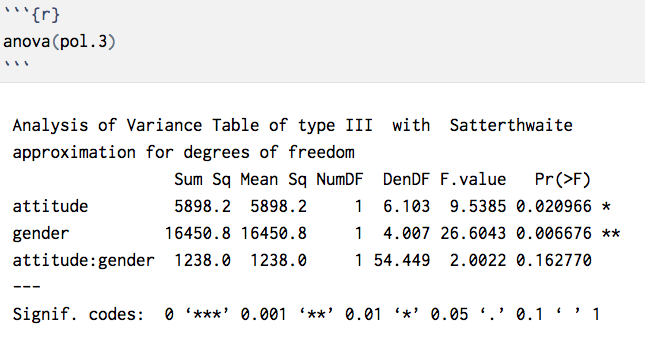 ```{r}
anova(pol.3)
```
Analysis of Variance Table of type III  with  Satterthwaite
approximation for degrees of freedom
                Sum Sq Mean Sq NumDF  DenDF F.value   Pr(>F)
attitude        5898.2  5898.2     1  6.103  9.5385 0.020966 *
gender         16450.8 16450.8     1  4.007 26.6043 0.006676 **
attitude:gender  1238.0  1238.0     1 54.449  2.0022 0.162770
---
Signif. codes:  0 ‘***’ 0.001 ‘**’ 0.01 ‘*’ 0.05 ‘.’ 0.1 ‘ ’ 1